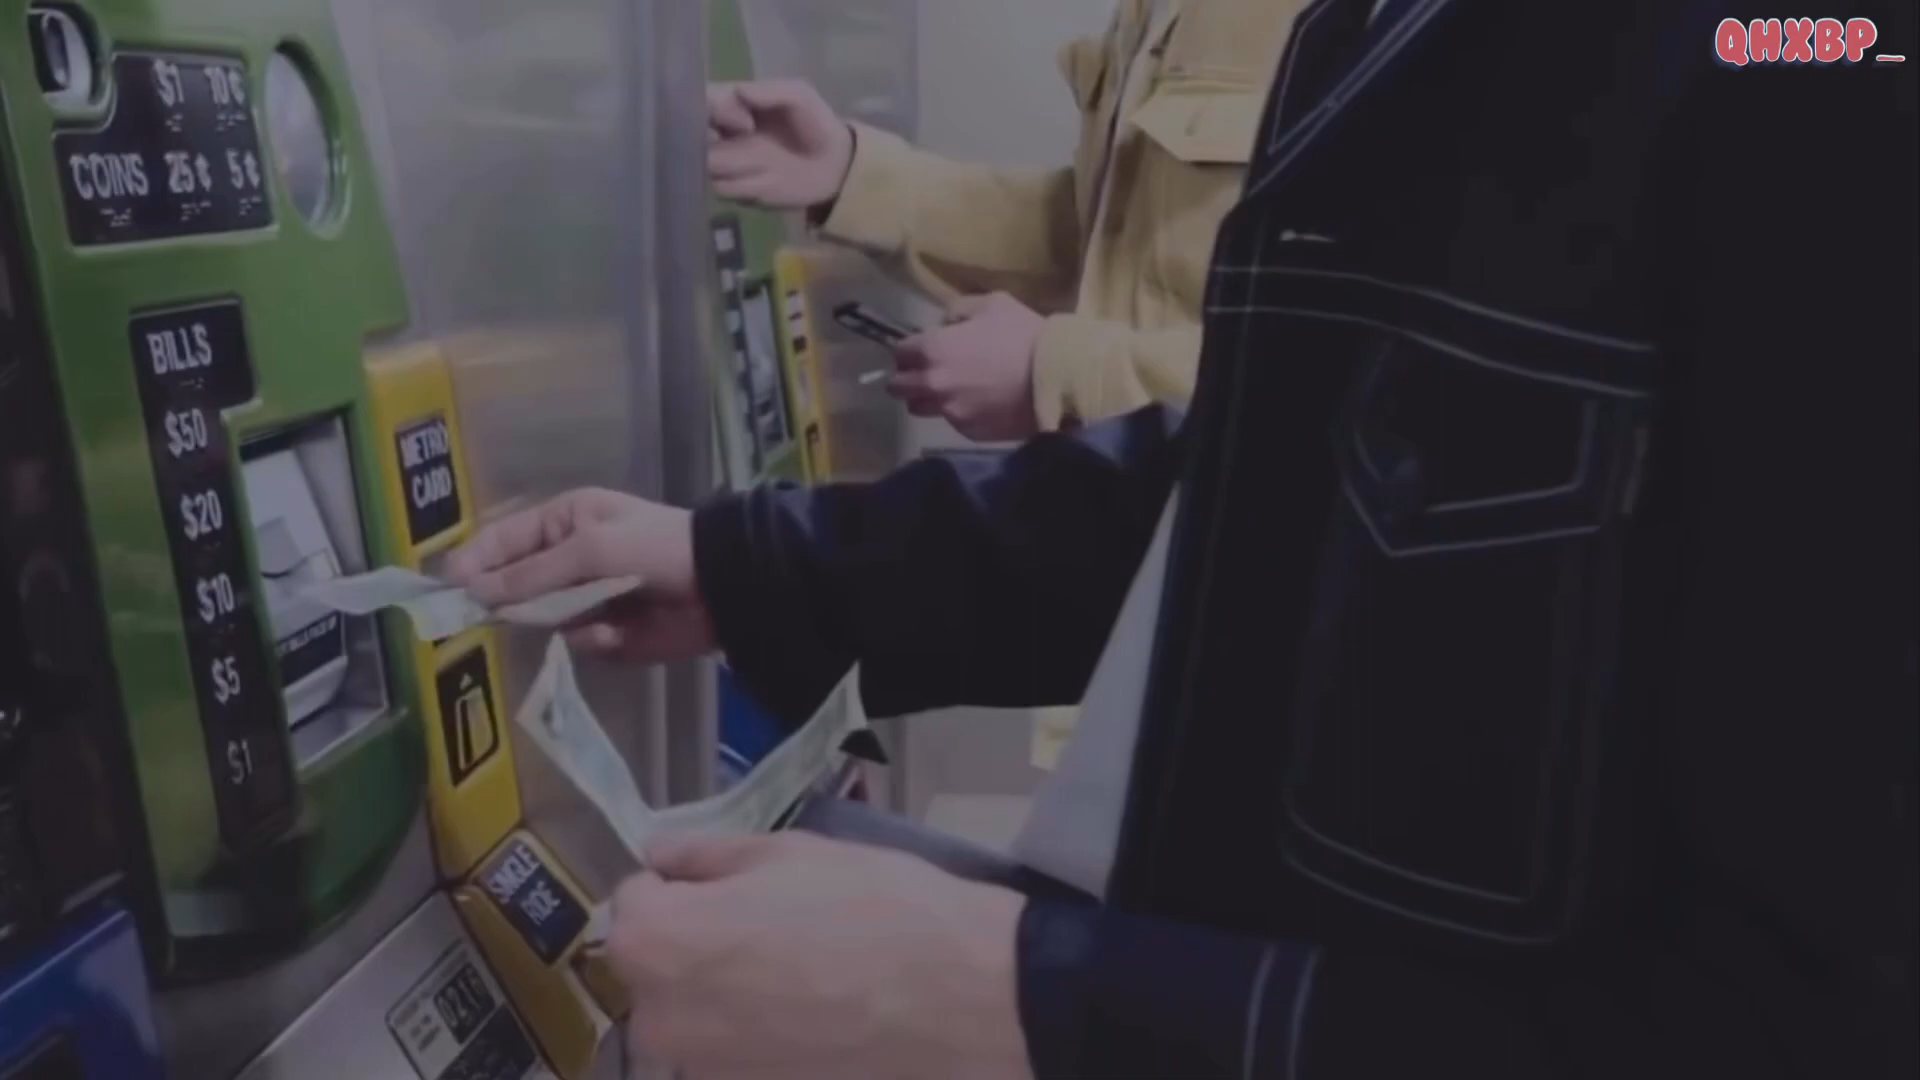 QHXBP_
$1 10¢
COINS 25¢ 5¢
BILLS
$50
$20
$10
$5
$1
METRO
CARD
SINGLE
RIDE